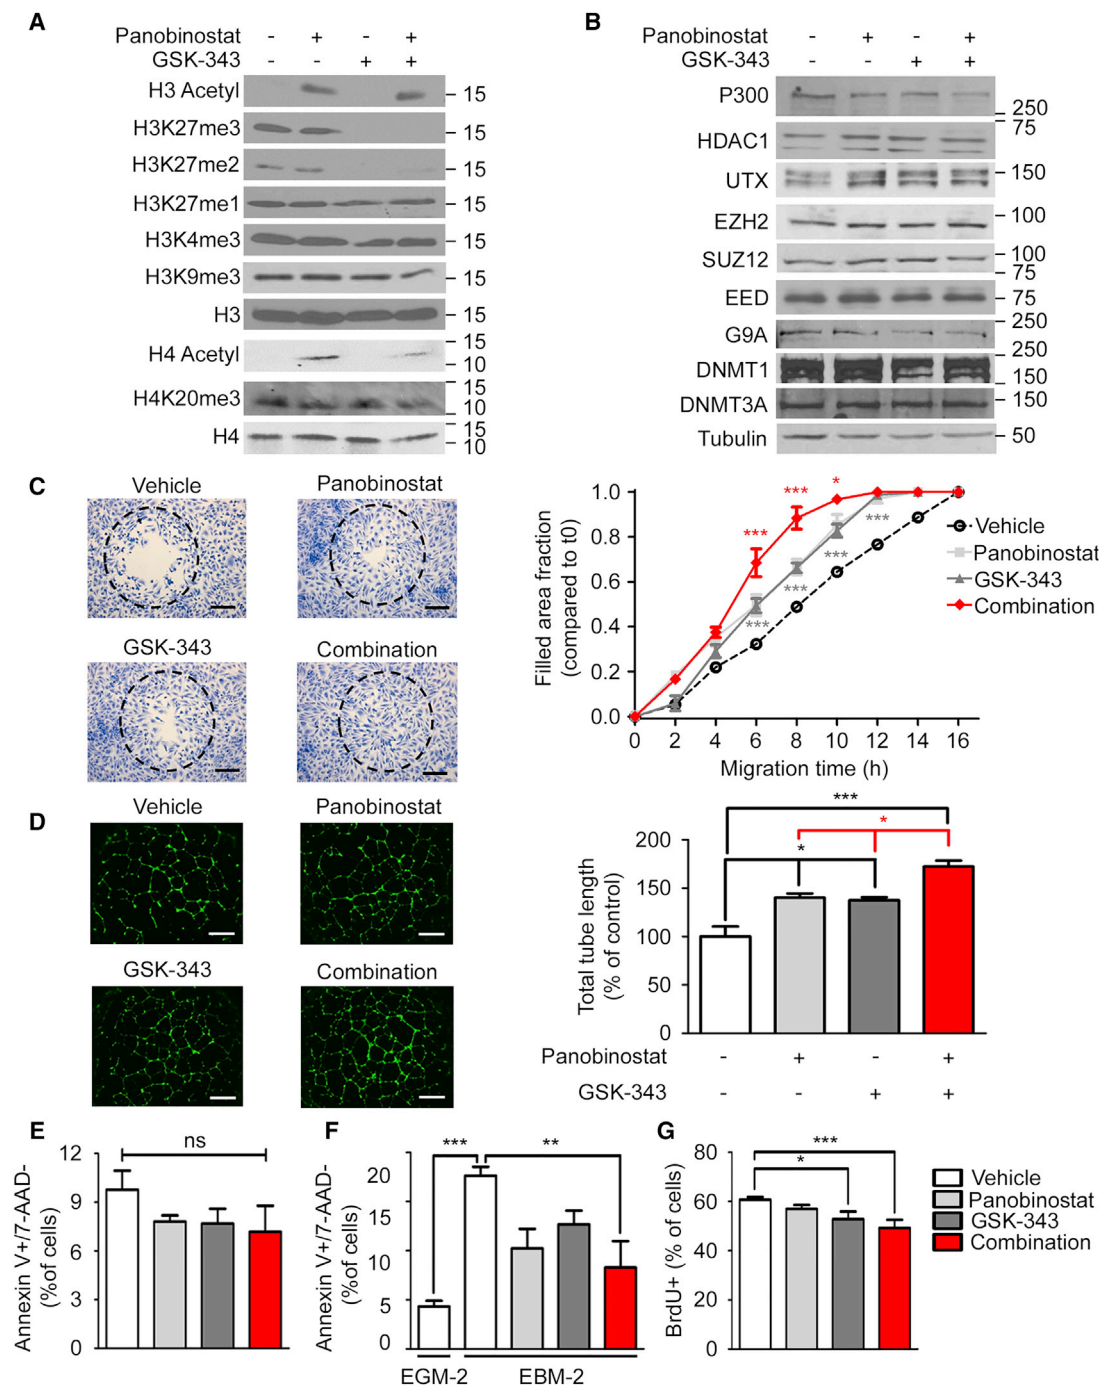 A
Panobinostat - + - +
GSK-343 - - + +
H3 Acetyl 15
H3K27me3 15
H3K27me2 15
H3K27me1 15
H3K4me3 15
H3K9me3 15
H3 15
H4 Acetyl 15 10
H4K20me3 15 10
H4 15 10
B
Panobinostat - + - +
GSK-343 - - + +
P300 250
HDAC1 75
UTX 150
EZH2 100
SUZ12 100 75
EED 75
G9A 250
DNMT1 250 150
DNMT3A 150
Tubulin 50
C
Vehicle Panobinostat
GSK-343 Combination
Filled area fraction
(compared to t0)
1.0
0.8
0.6
0.4
0.2
0.0
*** *** *
*** *** *** ***
0 2 4 6 8 10 12 14 16
Migration time (h)
Vehicle
Panobinostat
GSK-343
Combination
D
Vehicle Panobinostat
GSK-343 Combination
Total tube length
(% of control)
200
150
100
50
0
***
*
*
Panobinostat - + - +
GSK-343 - - + +
E
Annexin V+/7-AAD-
(%of cells)
12
9
6
3
0
ns
F
Annexin V+/7-AAD-
(%of cells)
20
15
10
5
0
*** **
EGM-2 EBM-2
G
BrdU+ (% of cells)
80
60
40
20
0
***
*
Vehicle
Panobinostat
GSK-343
Combination